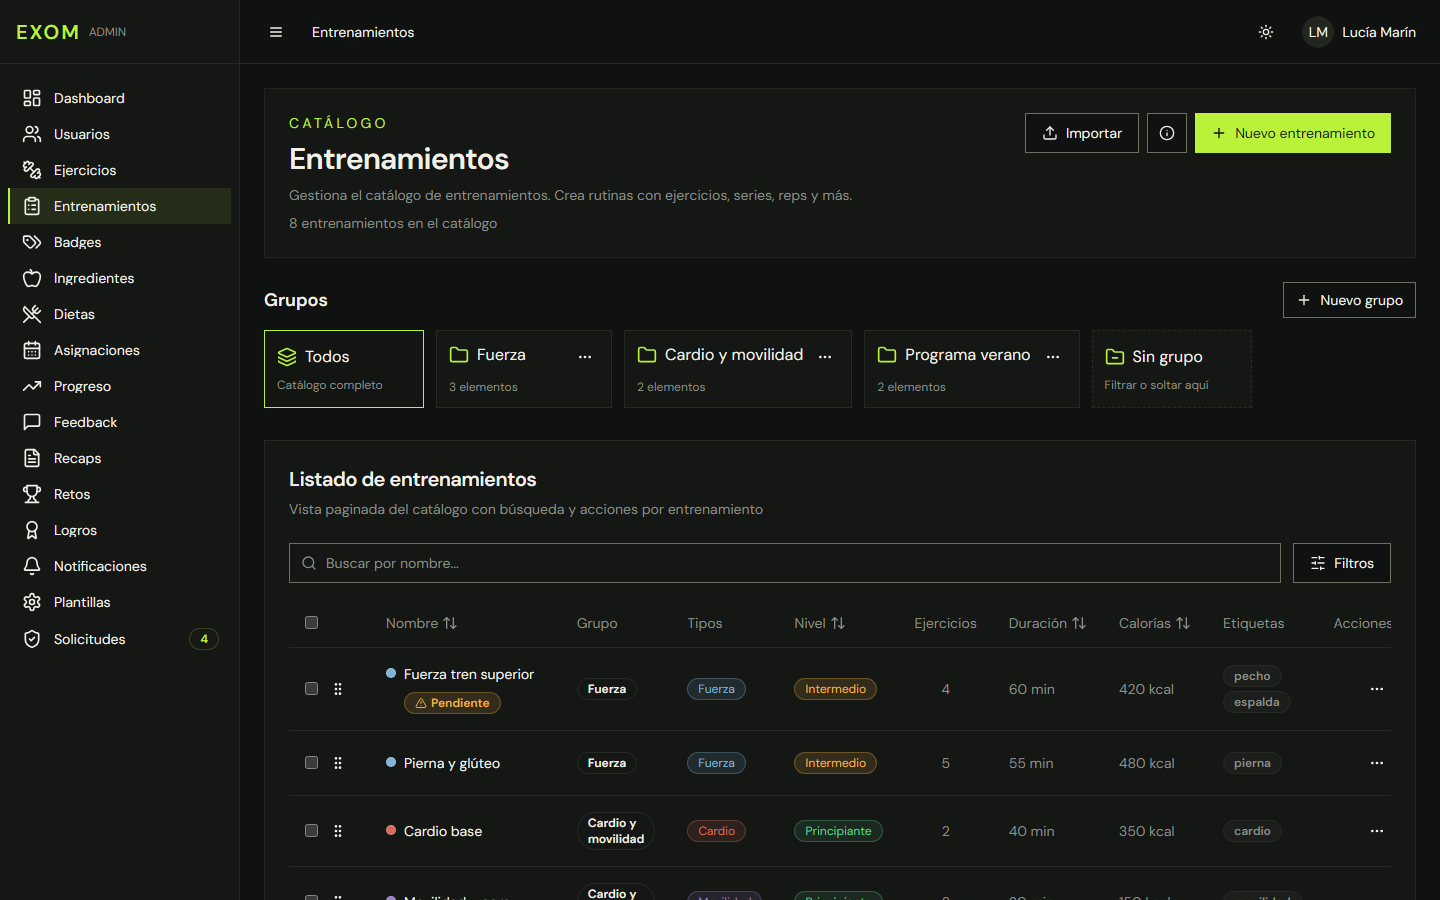 EXOM ADMIN
Entrenamientos
LM Lucía Marín
Dashboard
Usuarios
Ejercicios
Entrenamientos
Badges
Ingredientes
Dietas
Asignaciones
Progreso
Feedback
Recaps
Retos
Logros
Notificaciones
Plantillas
Solicitudes 4
CATÁLOGO
Entrenamientos
Gestiona el catálogo de entrenamientos. Crea rutinas con ejercicios, series, reps y más.
8 entrenamientos en el catálogo
Importar
Nuevo entrenamiento
Grupos
Nuevo grupo
Todos
Catálogo completo
Fuerza
3 elementos
Cardio y movilidad
2 elementos
Programa verano
2 elementos
Sin grupo
Filtrar o soltar aquí
Listado de entrenamientos
Vista paginada del catálogo con búsqueda y acciones por entrenamiento
Buscar por nombre...
Filtros
Nombre Grupo Tipos Nivel Ejercicios Duración Calorías Etiquetas Acciones
Fuerza tren superior
Pendiente
Fuerza Fuerza Intermedio 4 60 min 420 kcal
pecho
espalda
Pierna y glúteo Fuerza Fuerza Intermedio 5 55 min 480 kcal pierna
Cardio base
Cardio y
movilidad
Cardio Principiante 2 40 min 350 kcal cardio
Cardio y